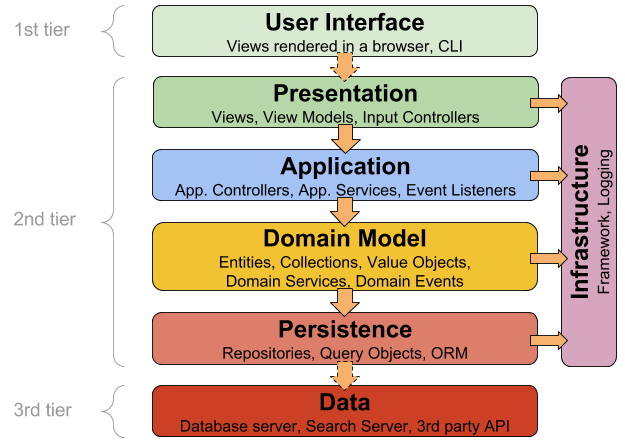 1st tier
User Interface
Views rendered in a browser, CLI
2nd tier
Presentation
Views, View Models, Input Controllers
Application
App. Controllers, App. Services, Event Listeners
Domain Model
Entities, Collections, Value Objects,
Domain Services, Domain Events
Persistence
Repositories, Query Objects, ORM
Infrastructure
Framework, Logging
3rd tier
Data
Database server, Search Server, 3rd party API